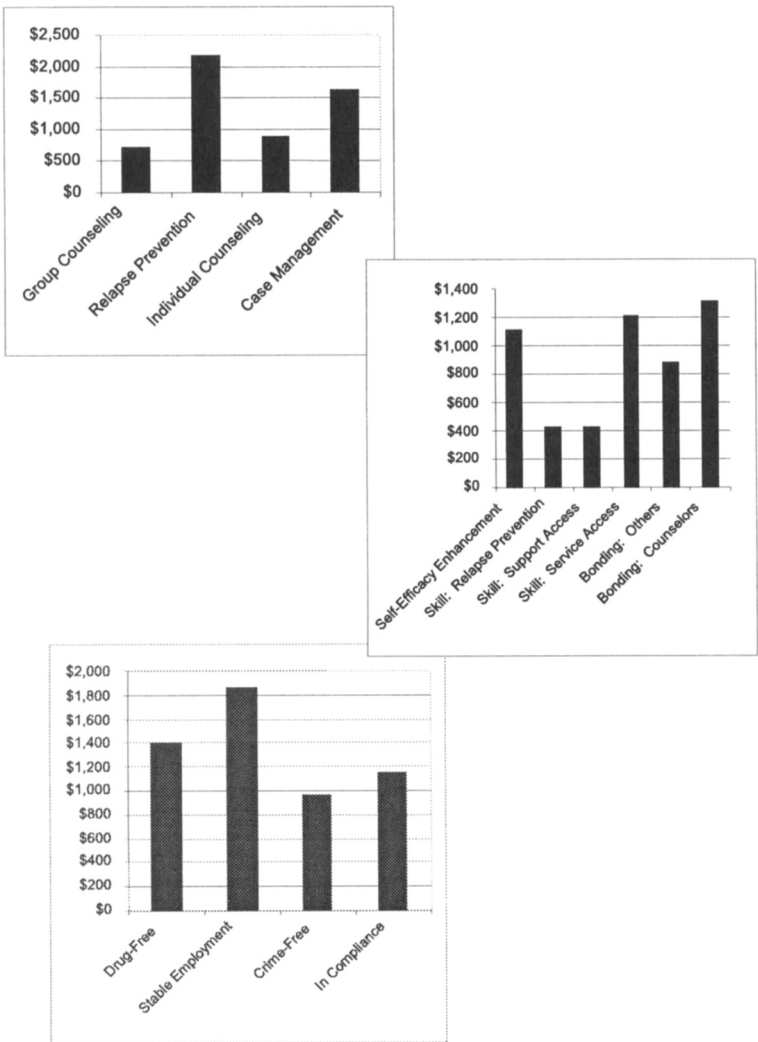 $2,500
$2,000
$1,500
$1,000
$500
$0
Group Counseling
Relapse Prevention
Individual Counseling
Case Management
$1,400
$1,200
$1,000
$800
$600
$400
$200
$0
Self-Efficacy Enhancement
Skill: Relapse Prevention
Skill: Support Access
Skill: Service Access
Bonding: Others
Bonding: Counselors
$2,000
$1,800
$1,600
$1,400
$1,200
$1,000
$800
$600
$400
$200
$0
Drug-Free
Stable Employment
Crime-Free
In Compliance